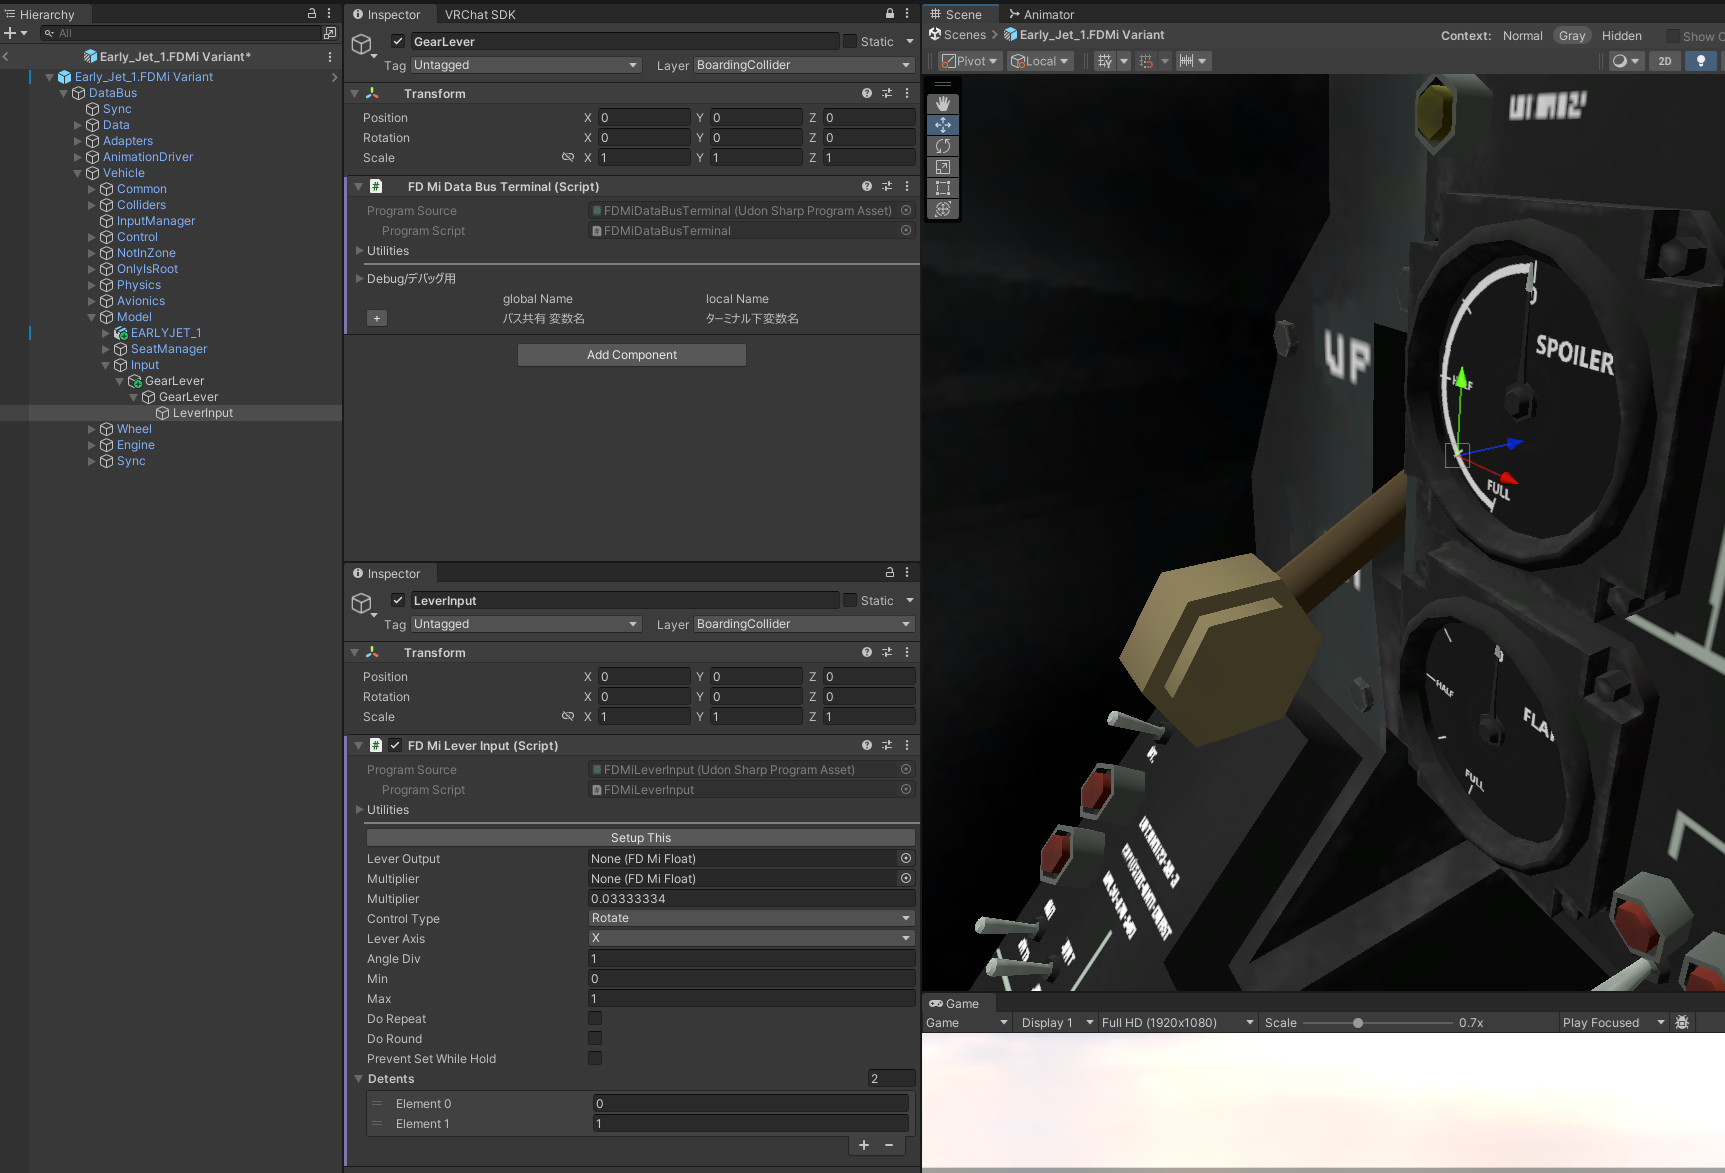 Hierarchy
All
Early_Jet_1.FDMi Variant*
Early_Jet_1.FDMi Variant
DataBus
Sync
Data
Adapters
AnimationDriver
Vehicle
Common
Colliders
InputManager
Control
NotInZone
OnlyIsRoot
Physics
Avionics
Model
EARLYJET_1
SeatManager
Input
GearLever
GearLever
LeverInput
Wheel
Engine
Sync
Inspector
VRChat SDK
GearLever
Static
Tag Untagged Layer BoardingCollider
Transform
Position X 0 Y 0 Z 0
Rotation X 0 Y 0 Z 0
Scale X 1 Y 1 Z 1
FD Mi Data Bus Terminal (Script)
Program Source FDMiDataBusTerminal (Udon Sharp Program Asset)
Program Script FDMiDataBusTerminal
Utilities
Debug/デバッグ用
global Name local Name
+ バス共有 変数名 ターミナル下変数名
Add Component
Inspector
LeverInput
Static
Tag Untagged Layer BoardingCollider
Transform
Position X 0 Y 0 Z 0
Rotation X 0 Y 0 Z 0
Scale X 1 Y 1 Z 1
FD Mi Lever Input (Script)
Program Source FDMiLeverInput (Udon Sharp Program Asset)
Program Script FDMiLeverInput
Utilities
Setup This
Lever Output None (FD Mi Float)
Multiplier None (FD Mi Float)
Multiplier 0.03333334
Control Type Rotate
Lever Axis X
Angle Div 1
Min 0
Max 1
Do Repeat
Do Round
Prevent Set While Hold
Detents 2
Element 0 0
Element 1 1
+ −
Scene
Animator
Scenes > Early_Jet_1.FDMi Variant
Context: Normal Gray Hidden Show
Pivot Local 2D
UP
0
SPOILER
HALF
FULL
0
HALF
FLA
FULL
Game
Game Display 1 Full HD (1920x1080) Scale 0.7x Play Focused